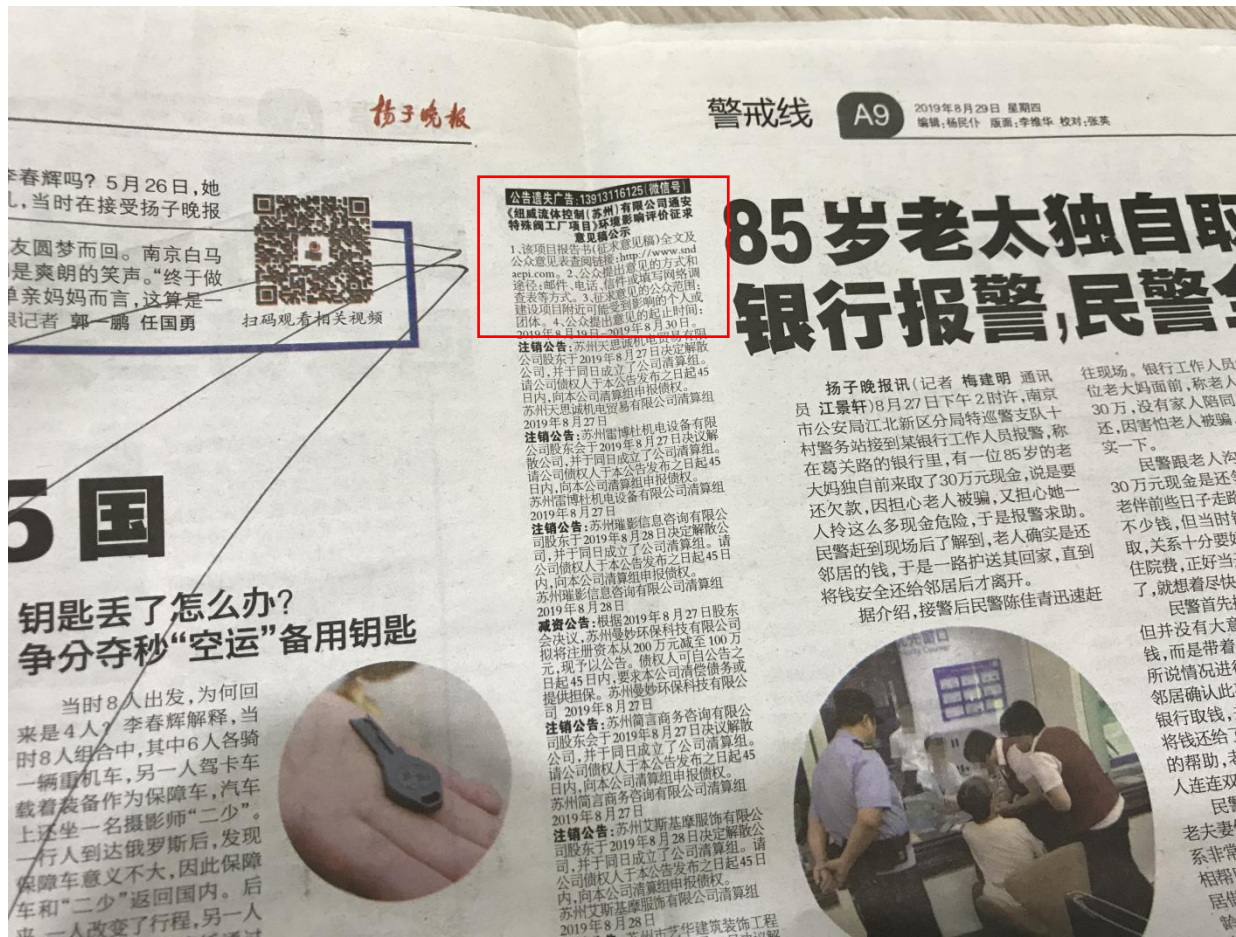 扬子晚报
警戒线
A9
2019年8月29日 星期四
编辑:杨民仆 版面:李维华 校对:张英
李春辉吗？5月26日,她
礼,当时在接受扬子晚报
友圆梦而回。南京白马
是爽朗的笑声。“终于做
单亲妈妈而言,这算是一
记者 郭一鹏 任国勇
扫码观看相关视频
5国
钥匙丢了怎么办？
争分夺秒“空运”备用钥匙
当时8人出发,为何回
来是4人？李春辉解释,当
时8人组合中,其中6人各骑
一辆重机车,另一人驾卡车
载着装备作为保障车,汽车
上还坐一名摄影师“二少”。
一行人到达俄罗斯后,发现
保障车意义不大,因此保障
车和“二少”返回国内。后
来,一人改变了行程,另一人
公告遗失广告:13913116125(微信号)
《纽威流体控制(苏州)有限公司通安
特殊阀工厂项目》环境影响评价征求
意见稿公示
1、该项目报告书(征求意见稿)全文及
公众意见表查阅链接:http://www.snd
aepi.com。2、公众提出意见的方式和
途径:邮件、电话、信件或填写网络调
查表等方式。3、征求意见的公众范围:
建设项目附近可能受到影响的个人或
团体。4、公众提出意见的起止时间:
2019年8月19日-2019年8月30日。
注销公告:苏州天思诚机电贸易有限
公司股东于2019年8月27日决定解散
公司,并于同日成立了公司清算组。
请公司债权人于本公告发布之日起45
日内,向本公司清算组申报债权。
苏州天思诚机电贸易有限公司清算组
2019年8月27日
注销公告:苏州雷博杜机电设备有限
公司股东会于2019年8月27日决议解
散公司,并于同日成立了公司清算组。
请公司债权人于本公告发布之日起45
日内,向本公司清算组申报债权。
苏州雷博杜机电设备有限公司清算组
2019年8月27日
注销公告:苏州璀影信息咨询有限公
司股东于2019年8月28日决定解散公
司,并于同日成立了公司清算组。请
公司债权人于本公告发布之日起45日
内,向本公司清算组申报债权。
苏州璀影信息咨询有限公司清算组
2019年8月28日
减资公告:根据2019年8月27日股东
会决议,苏州曼妙环保科技有限公司
拟将注册资本从200万元减至100万
元,现予以公告。债权人可自公告之
日起45日内,要求本公司清偿债务或
提供担保。苏州曼妙环保科技有限公
司 2019年8月27日
注销公告:苏州简言商务咨询有限公
司股东会于2019年8月27日决议解散
公司,并于同日成立了公司清算组。
请公司债权人于本公告发布之日起45
日内,向本公司清算组申报债权。
苏州简言商务咨询有限公司清算组
2019年8月27日
注销公告:苏州艾斯基摩服饰有限公
司股东于2019年8月28日决定解散公
司,并于同日成立了公司清算组。请
公司债权人于本公告发布之日起45日
内,向本公司清算组申报债权。
苏州艾斯基摩服饰有限公司清算组
2019年8月28日
苏州市艺华建筑装饰工程
85岁老太独自取
银行报警,民警
扬子晚报讯(记者 梅建明 通讯
员 江景轩)8月27日下午2时许,南京
市公安局江北新区分局特巡警支队十
村警务站接到某银行工作人员报警,称
在葛关路的银行里,有一位85岁的老
大妈独自前来取了30万元现金,说是要
还欠款,因担心老人被骗,又担心她一
人拎这么多现金危险,于是报警求助。
民警赶到现场后了解到,老人确实是还
邻居的钱,于是一路护送其回家,直到
将钱安全还给邻居后才离开。
据介绍,接警后民警陈佳青迅速赶
往现场。银行工作人员
位老大妈面前,称老人
30万,没有家人陪同
还,因害怕老人被骗
实一下。
民警跟老人沟
30万元现金是还邻
老伴前些日子走路
不少钱,但当时钱
取,关系十分要好
住院费,正好当
了,就想着尽快
民警首先
但并没有大意
钱,而是带着
所说情况进行
邻居确认此
银行取钱,
将钱还给了
的帮助,老
人连连双
民警
老夫妻
系非常
相帮
居借